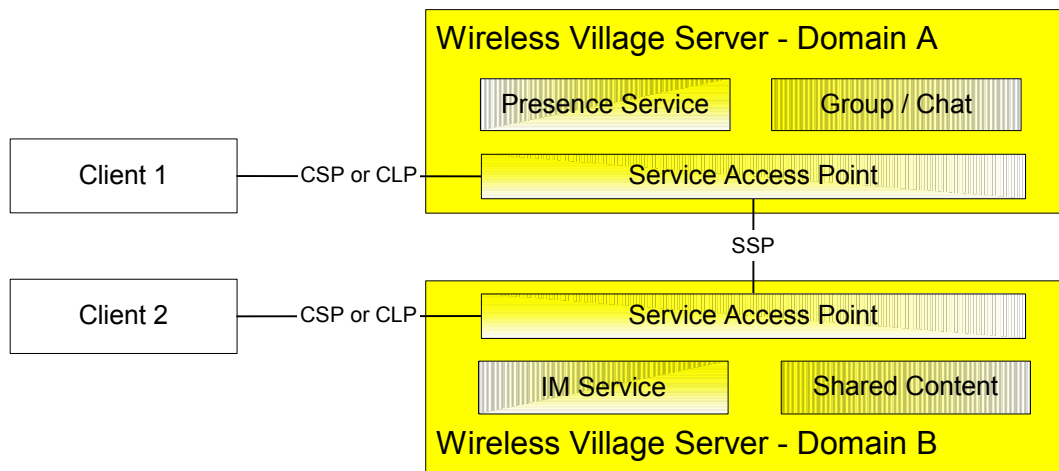 Wireless Village Server - Domain A
Presence Service
Group / Chat
Client 1
CSP or CLP
Service Access Point
SSP
Client 2
CSP or CLP
Service Access Point
IM Service
Shared Content
Wireless Village Server - Domain B